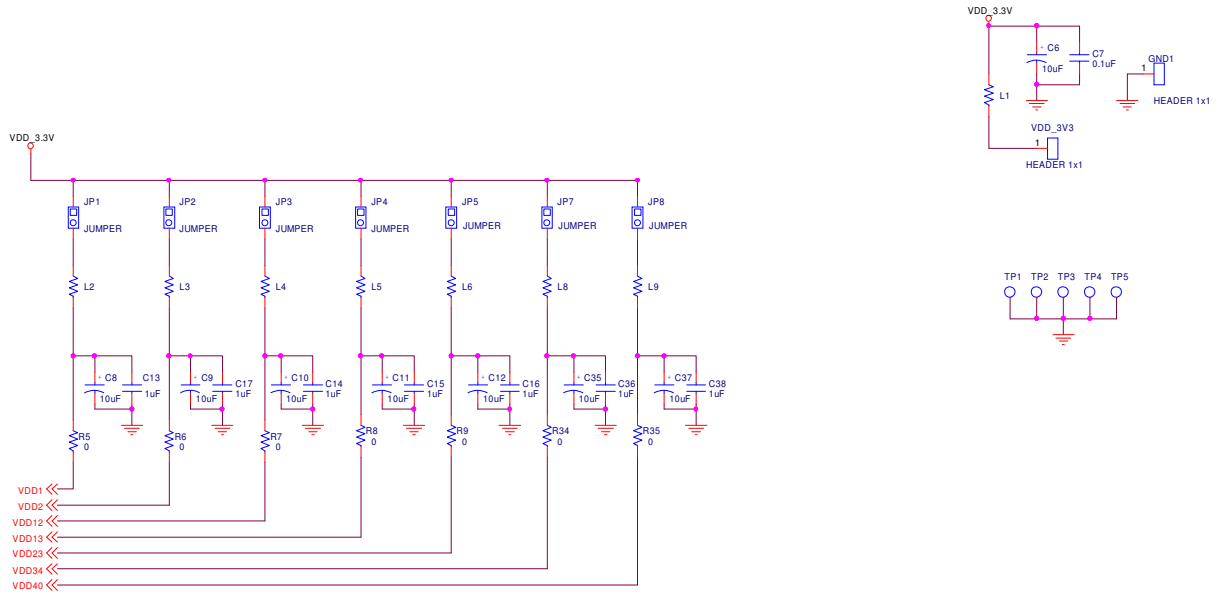 VDD_3.3V
C6
10uF
C7
0.1uF
1
GND1
HEADER 1x1
L1
VDD_3V3
1
HEADER 1x1
VDD_3.3V
JP1
JUMPER
JP2
JUMPER
JP3
JUMPER
JP4
JUMPER
JP5
JUMPER
JP7
JUMPER
JP8
JUMPER
L2
L3
L4
L5
L6
L8
L9
TP1
TP2
TP3
TP4
TP5
+ C8
10uF
C13
1uF
+ C9
10uF
C17
1uF
+ C10
10uF
C14
1uF
+ C11
10uF
C15
1uF
+ C12
10uF
C16
1uF
+ C35
10uF
C36
1uF
+ C37
10uF
C38
1uF
R5
0
R6
0
R7
0
R8
0
R9
0
R34
0
R35
0
VDD1
VDD2
VDD12
VDD13
VDD23
VDD34
VDD40